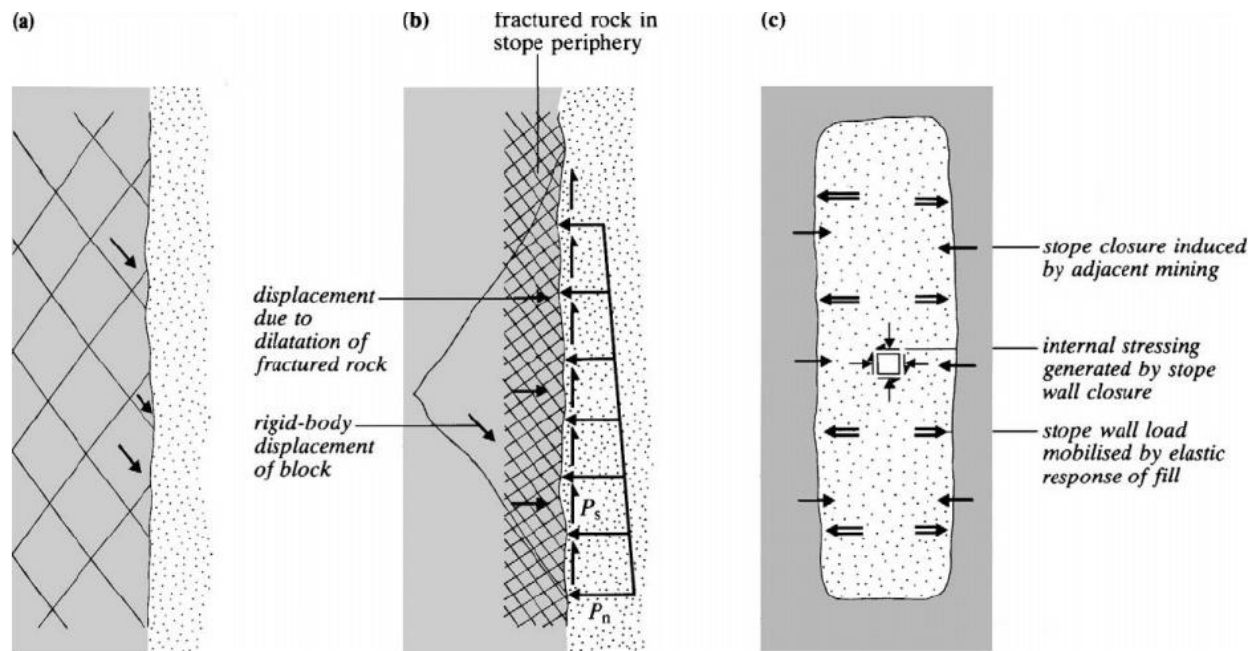 (a)
(b)
fractured rock in
stope periphery
displacement
due to
dilatation of
fractured rock
rigid-body
displacement
of block
Ps
Pn
(c)
stope closure induced
by adjacent mining
internal stressing
generated by stope
wall closure
stope wall load
mobilised by elastic
response of fill